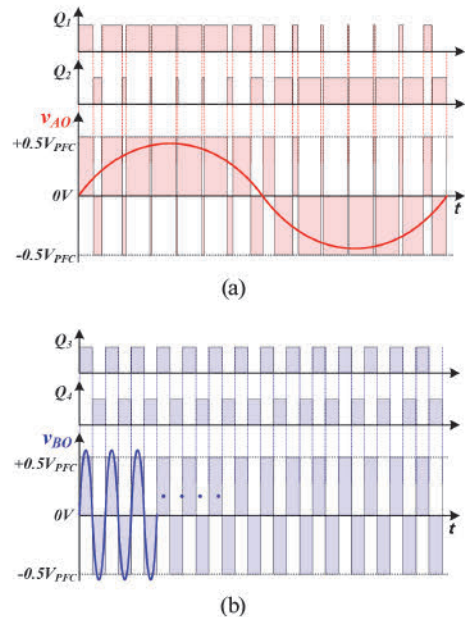 Q1
Q2
vAO
+0.5VPFC
0V
t
-0.5VPFC
(a)
Q3
Q4
vBO
+0.5VPFC
0V
t
-0.5VPFC
(b)